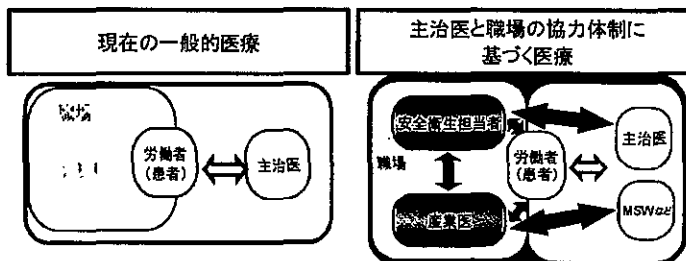 現在の一般的医療
主治医と職場の協力体制に
基づく医療
職場
労働者
(患者)
主治医
安全衛生担当者
職場
産業医
労働者
(患者)
主治医
MSWなど